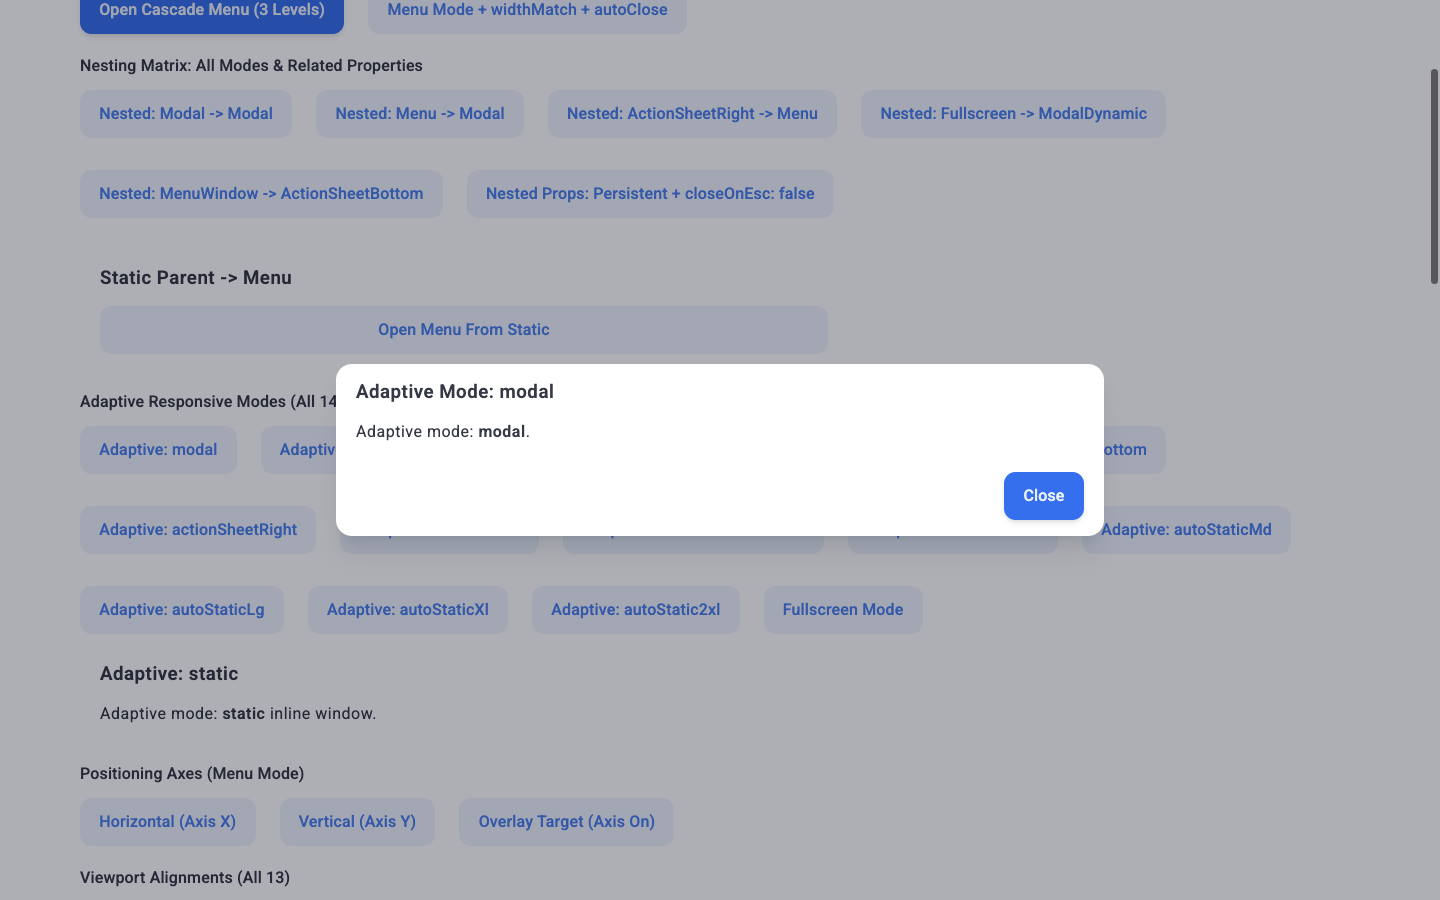 Open Cascade Menu (3 Levels)
Menu Mode + widthMatch + autoClose
Nesting Matrix: All Modes & Related Properties
Nested: Modal -> Modal
Nested: Menu -> Modal
Nested: ActionSheetRight -> Menu
Nested: Fullscreen -> ModalDynamic
Nested: MenuWindow -> ActionSheetBottom
Nested Props: Persistent + closeOnEsc: false
Static Parent -> Menu
Open Menu From Static
Adaptive Mode: modal
Adaptive mode: modal.
Close
Adaptive Responsive Modes (All 14
Adaptive: modal
Adaptiv
ottom
Adaptive: actionSheetRight
Adaptive: autoStaticMd
Adaptive: autoStaticLg
Adaptive: autoStaticXl
Adaptive: autoStatic2xl
Fullscreen Mode
Adaptive: static
Adaptive mode: static inline window.
Positioning Axes (Menu Mode)
Horizontal (Axis X)
Vertical (Axis Y)
Overlay Target (Axis On)
Viewport Alignments (All 13)